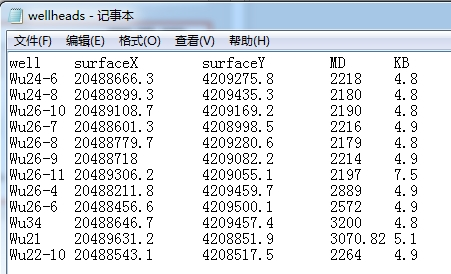 wellheads - 记事本
文件(F) 编辑(E) 格式(O) 查看(V) 帮助(H)
well surfaceX surfaceY MD KB
Wu24-6 20488666.3 4209275.8 2218 4.8
Wu24-8 20488899.3 4209435.3 2180 4.8
Wu26-10 20489108.7 4209169.2 2190 4.8
Wu26-7 20488601.3 4208998.5 2216 4.9
Wu26-8 20488779.7 4209280.6 2179 4.8
Wu26-9 20488718 4209082.2 2214 4.9
Wu26-11 20489306.2 4209055.1 2197 7.5
Wu26-4 20488211.8 4209459.7 2889 4.9
Wu26-6 20488456.6 4209500.1 2572 4.9
Wu34 20488646.7 4209457.4 3200 4.8
Wu21 20489631.2 4208851.9 3070.82 5.1
Wu22-10 20488543.1 4208517.5 2264 4.9